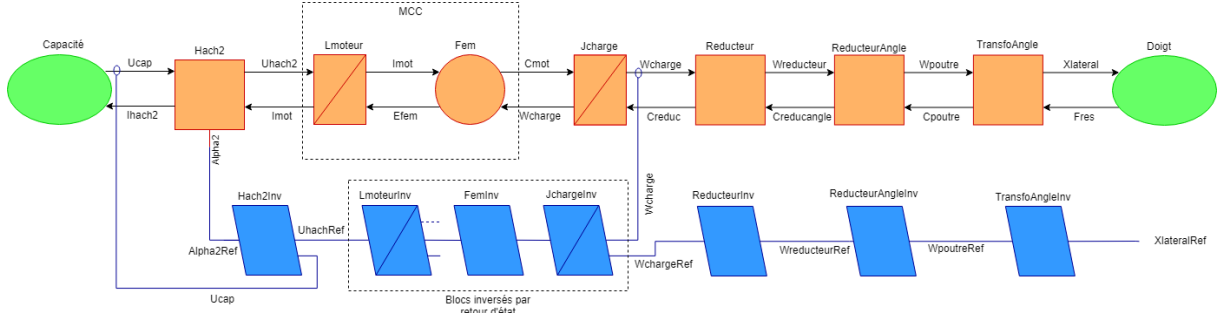 MCC
Capacité
Hach2
Lmoteur
Fem
Jcharge
Reducteur
ReducteurAngle
TransfoAngle
Doigt
Ucap
Uhach2
Imot
Cmot
Wcharge
Wreducteur
Wpoutre
Xlateral
Ihach2
Imot
Efem
Wcharge
Creduc
Creducangle
Cpoutre
Fres
Alpha2
Wcharge
Hach2Inv
LmoteurInv
FemInv
JchargeInv
ReducteurInv
ReducteurAngleInv
TransfoAngleInv
Alpha2Ref
UhachRef
WchargeRef
WreducteurRef
WpoutreRef
XlateralRef
Ucap
Blocs inversés par
retour d'état